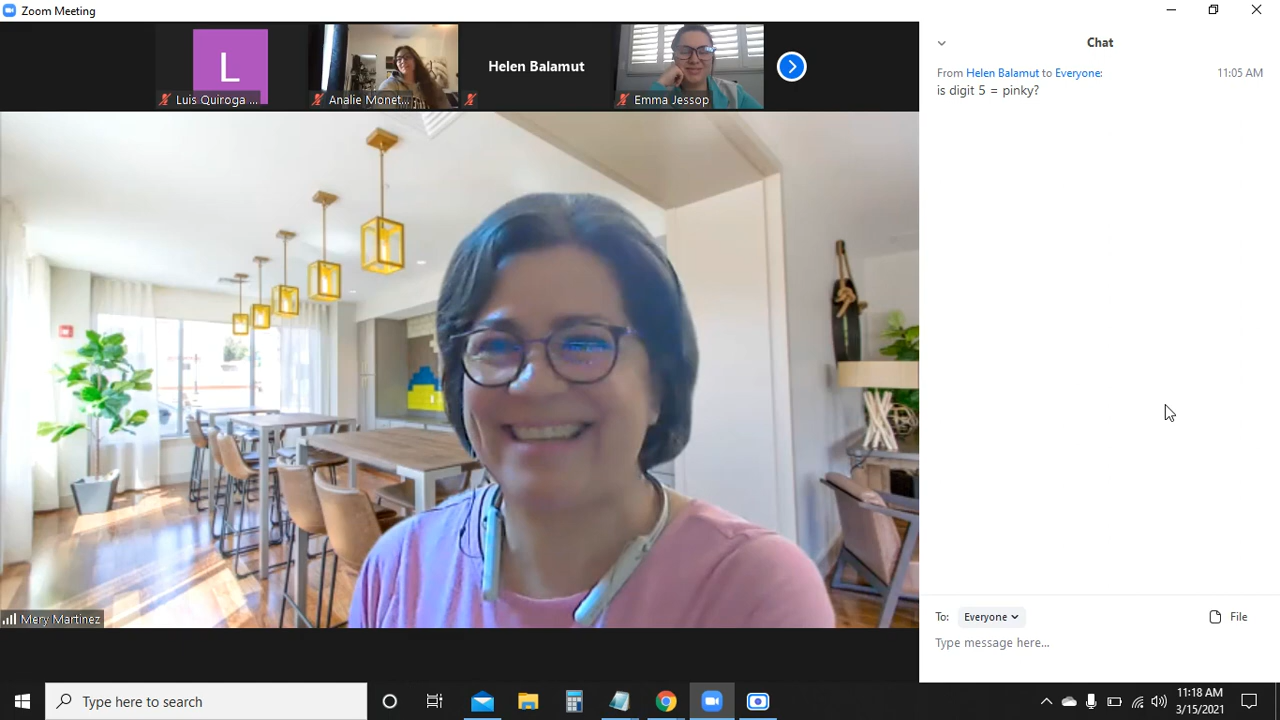 Zoom Meeting
L
Luis Quiroga ...
Analie Monet...
Helen Balamut
Emma Jessop
Chat
From Helen Balamut to Everyone:
11:05 AM
is digit 5 = pinky?
Mery Martinez
To:
Everyone
File
Type message here...
Type here to search
11:18 AM
3/15/2021